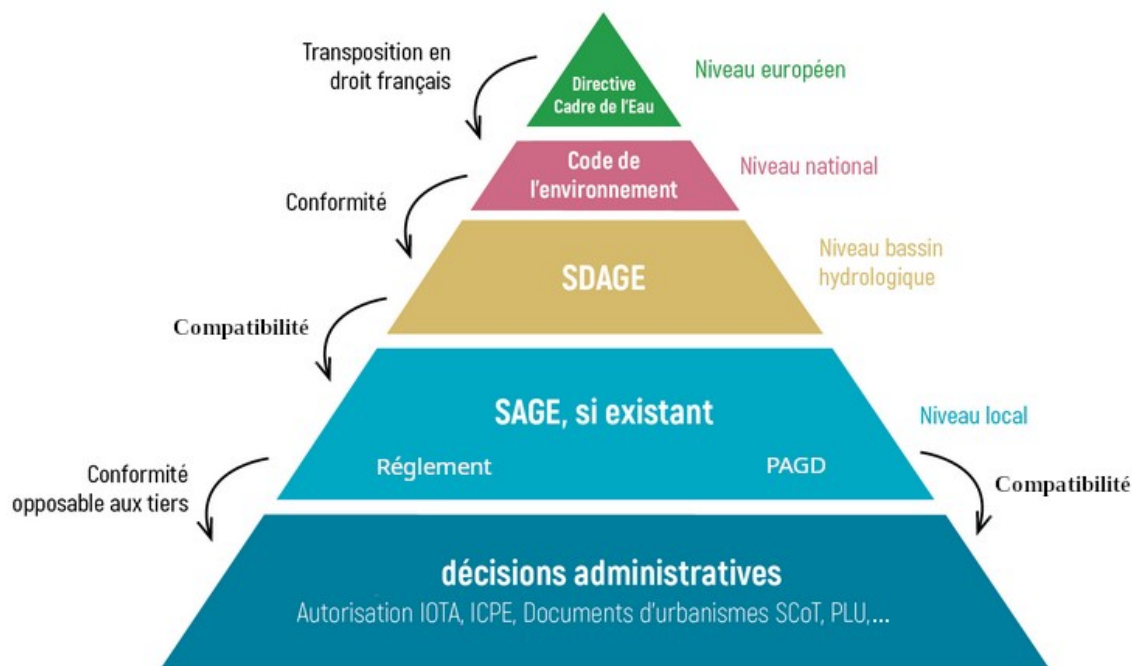 Transposition en
droit français
Directive
Cadre de l'Eau
Niveau européen
Code de
l'environnement
Niveau national
Conformité
SDAGE
Niveau bassin
hydrologique
Compatibilité
SAGE, si existant
Niveau local
Réglement
PAGD
Conformité
opposable aux tiers
Compatibilité
décisions administratives
Autorisation IOTA, ICPE, Documents d'urbanismes SCoT, PLU,...